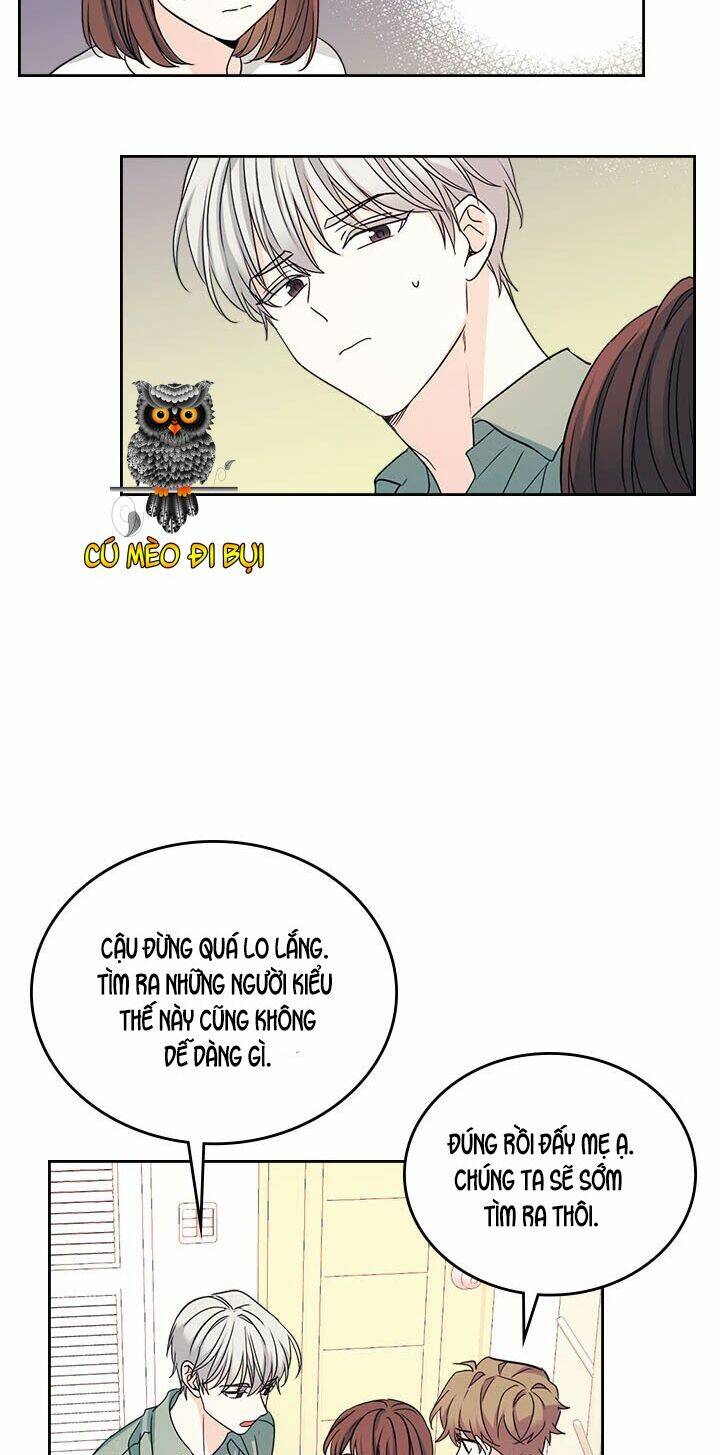 CÚ MÈO ĐI BỤI
CẬU ĐỪNG QUÁ LO LẮNG.
TÌM RA NHỮNG NGƯỜI KIỂU
THẾ NÀY CŨNG KHÔNG
DỄ DÀNG GÌ.
ĐÚNG RỒI ĐẤY MẸ Ạ.
CHÚNG TA SẼ SỚM
TÌM RA THÔI.